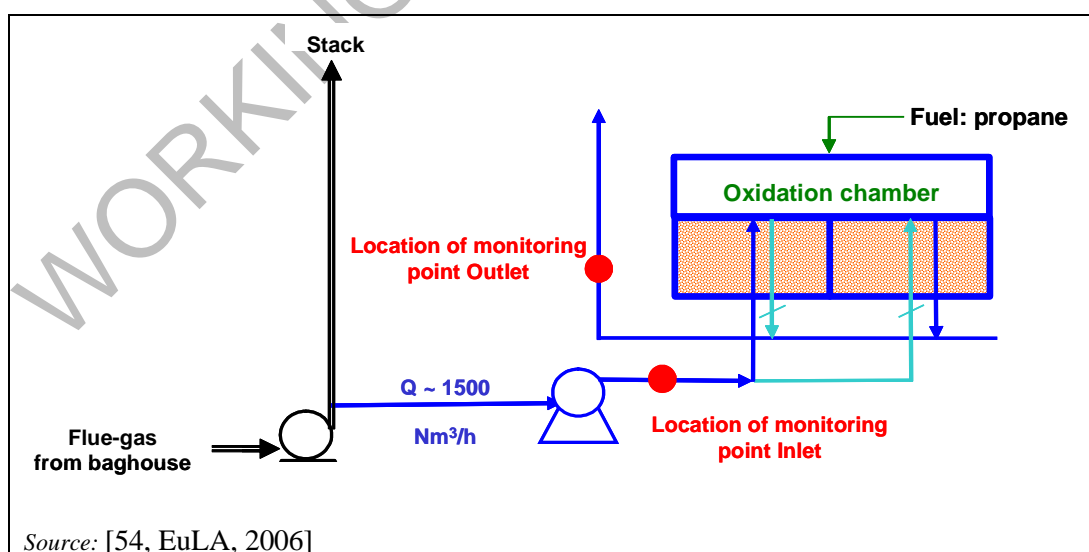 WORKING
Stack
Fuel: propane
Oxidation chamber
Location of monitoring
point Outlet
Q ~ 1500
Nm³/h
Location of monitoring
point Inlet
Flue-gas
from baghouse
Source: [54, EuLA, 2006]